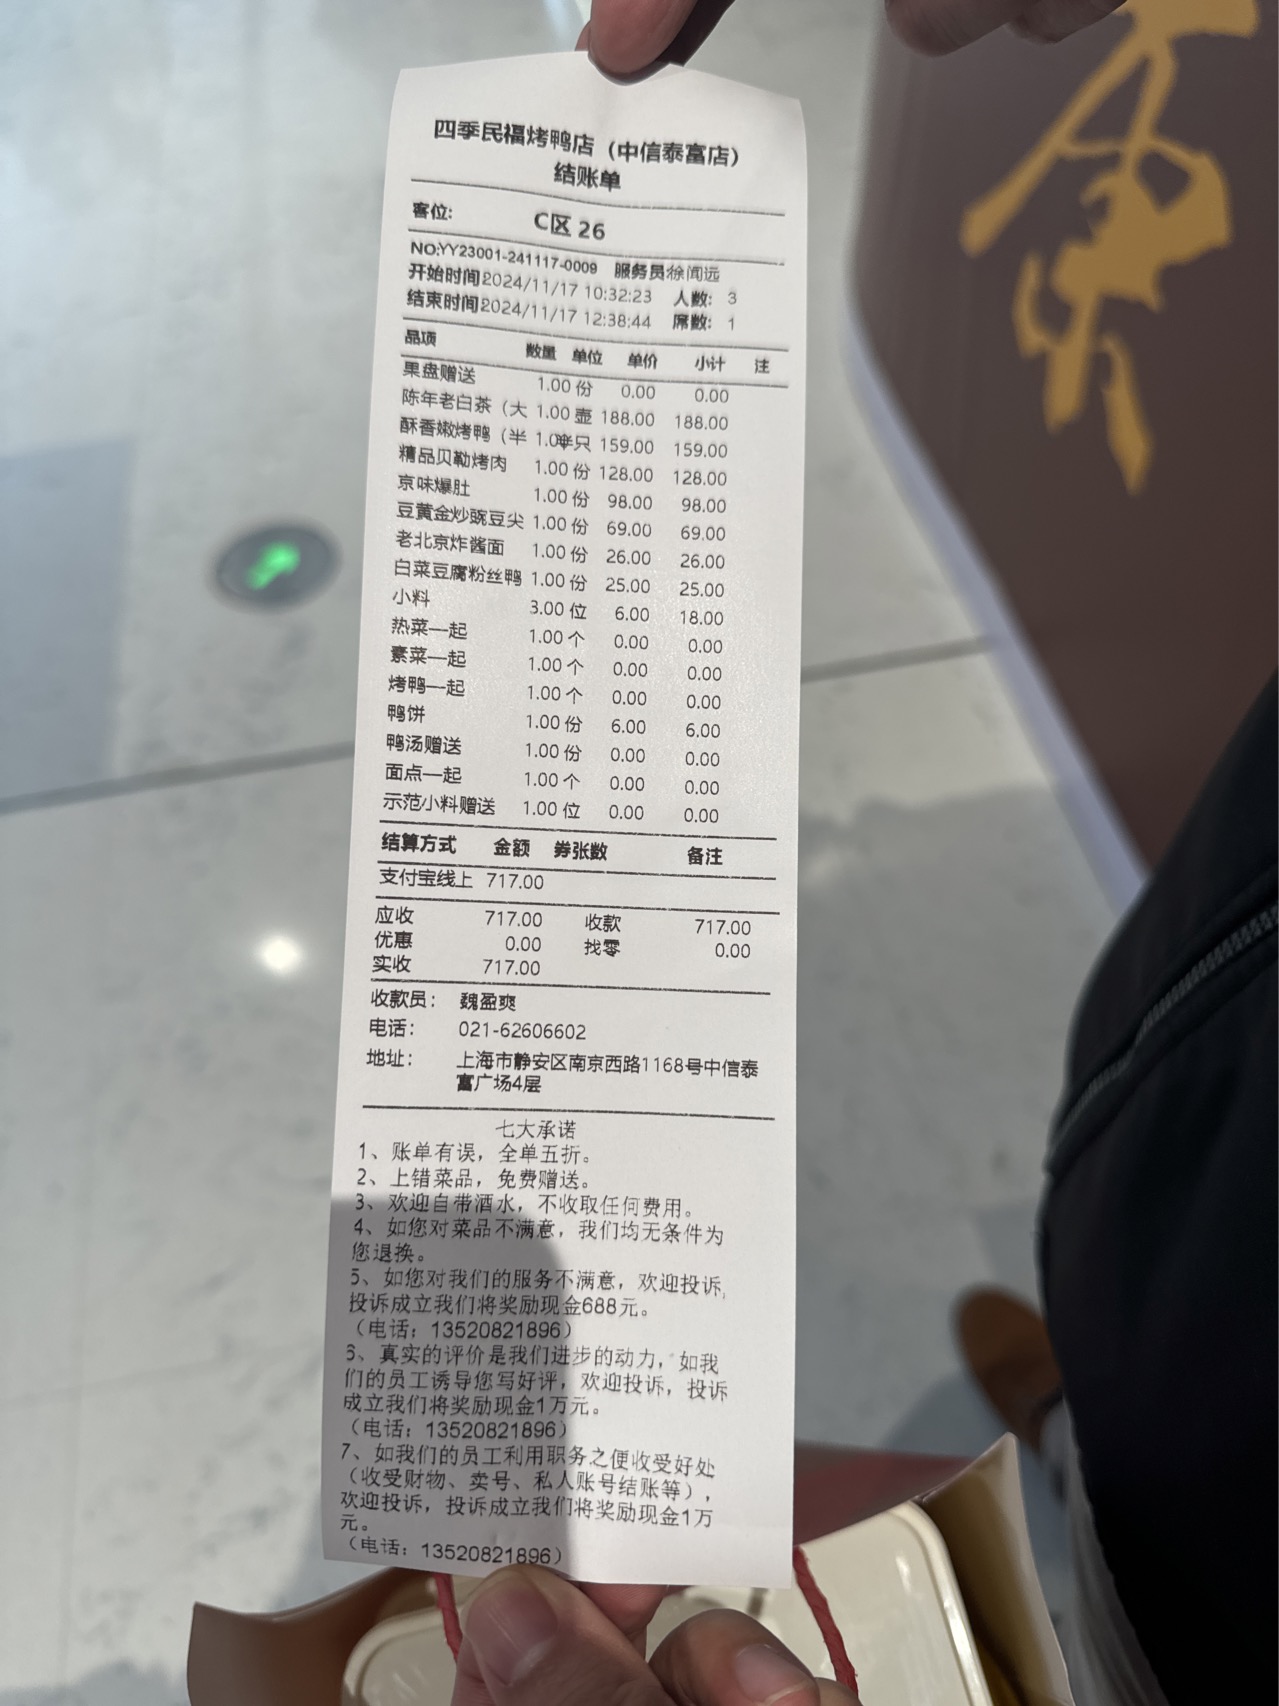 四季民福烤鸭店（中信泰富店）
结账单
客位: C区 26
NO:YY23001-241117-0009 服务员:徐闻远
开始时间2024/11/17 10:32:23 人数: 3
结束时间2024/11/17 12:38:44 席数: 1
品项 数量 单位 单价 小计 注
果盘赠送 1.00 份 0.00 0.00
陈年老白茶（大 1.00 壶 188.00 188.00
酥香嫩烤鸭（半 1.00半只 159.00 159.00
精品贝勒烤肉 1.00 份 128.00 128.00
京味爆肚 1.00 份 98.00 98.00
豆黄金炒豌豆尖 1.00 份 69.00 69.00
老北京炸酱面 1.00 份 26.00 26.00
白菜豆腐粉丝鸭 1.00 份 25.00 25.00
小料 3.00 位 6.00 18.00
热菜一起 1.00 个 0.00 0.00
素菜一起 1.00 个 0.00 0.00
烤鸭一起 1.00 个 0.00 0.00
鸭饼 1.00 份 6.00 6.00
鸭汤赠送 1.00 份 0.00 0.00
面点一起 1.00 个 0.00 0.00
示范小料赠送 1.00 位 0.00 0.00
结算方式 金额 券张数 备注
支付宝线上 717.00
应收 717.00 收款 717.00
优惠 0.00 找零 0.00
实收 717.00
收款员: 魏盈爽
电话: 021-62606602
地址: 上海市静安区南京西路1168号中信泰
富广场4层
七大承诺
1、账单有误，全单五折。
2、上错菜品，免费赠送。
3、欢迎自带酒水，不收取任何费用。
4、如您对菜品不满意，我们均无条件为
您退换。
5、如您对我们的服务不满意，欢迎投诉,
投诉成立我们将奖励现金688元。
（电话：13520821896）
6、真实的评价是我们进步的动力，如我
们的员工诱导您写好评，欢迎投诉，投诉
成立我们将奖励现金1万元。
（电话：13520821896）
7、如我们的员工利用职务之便收受好处
（收受财物、卖号、私人账号结账等），
欢迎投诉，投诉成立我们将奖励现金1万
元。
（电话：13520821896）